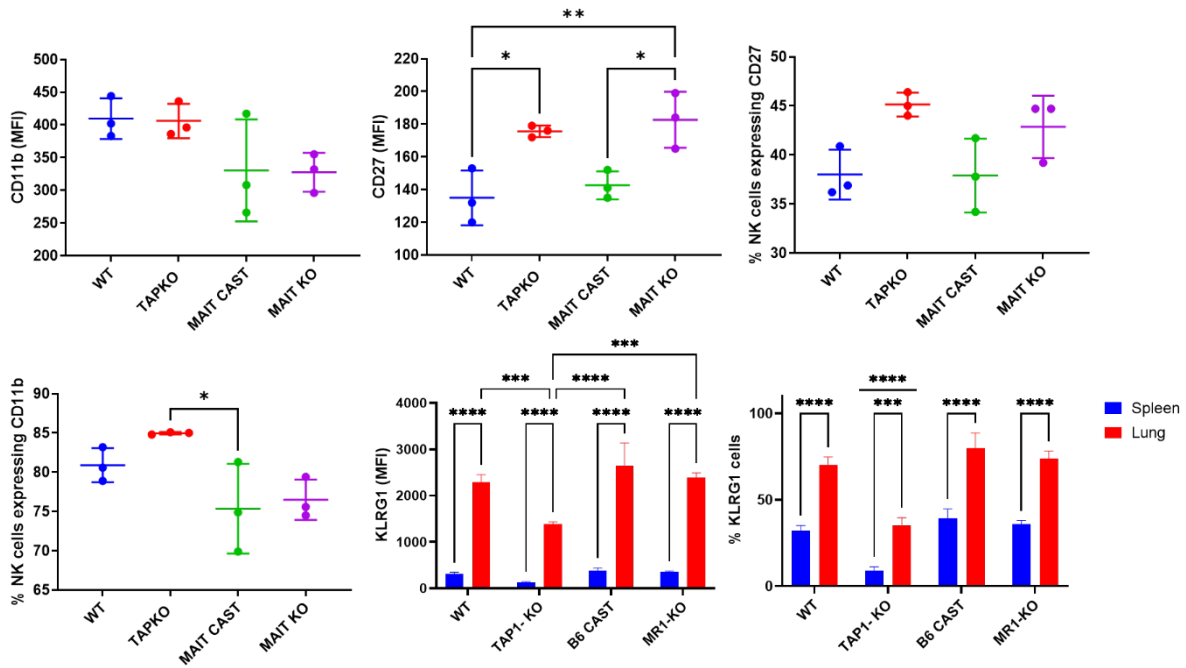 CD11b (MFI)
500
450
400
350
300
250
200
WT
TAPKO
MAIT CAST
MAIT KO
CD27 (MFI)
220
200
180
160
140
120
100
**
*
*
WT
TAPKO
MAIT CAST
MAIT KO
% NK cells expressing CD27
50
45
40
35
30
WT
TAPKO
MAIT CAST
MAIT KO
% NK cells expressing CD11b
90
85
80
75
70
65
*
WT
TAPKO
MAIT CAST
MAIT KO
KLRG1 (MFI)
4000
3000
2000
1000
0
***
*** ****
**** **** **** ****
WT
TAP1- KO
B6 CAST
MR1-KO
% KLRG1 cells
100
50
0
****
**** *** **** ****
WT
TAP1- KO
B6 CAST
MR1-KO
Spleen
Lung